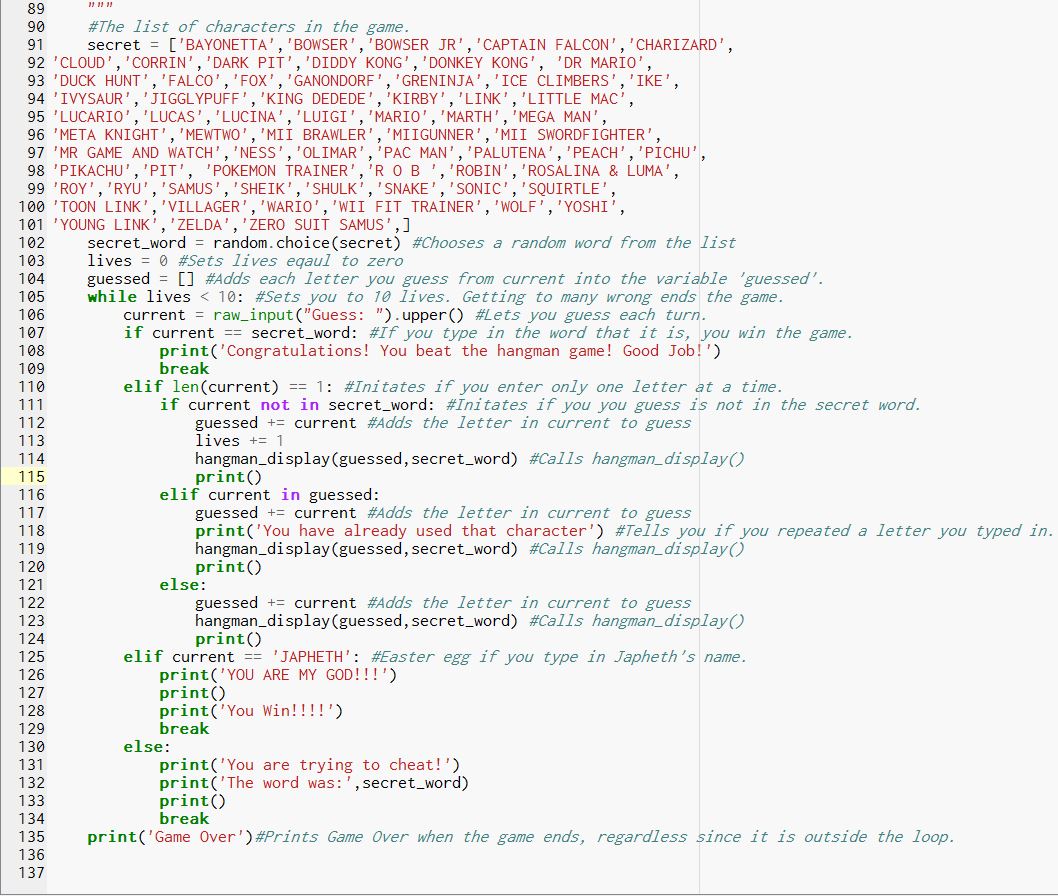 89     """
90     #The list of characters in the game.
91     secret = ['BAYONETTA','BOWSER','BOWSER JR','CAPTAIN FALCON','CHARIZARD',
92 'CLOUD','CORRIN','DARK PIT','DIDDY KONG','DONKEY KONG', 'DR MARIO',
93 'DUCK HUNT','FALCO','FOX','GANONDORF','GRENINJA','ICE CLIMBERS','IKE',
94 'IVYSAUR','JIGGLYPUFF','KING DEDEDE','KIRBY','LINK','LITTLE MAC',
95 'LUCARIO','LUCAS','LUCINA','LUIGI','MARIO','MARTH','MEGA MAN',
96 'META KNIGHT','MEWTWO','MII BRAWLER','MIIGUNNER','MII SWORDFIGHTER',
97 'MR GAME AND WATCH','NESS','OLIMAR','PAC MAN','PALUTENA','PEACH','PICHU',
98 'PIKACHU','PIT', 'POKEMON TRAINER','R O B ','ROBIN','ROSALINA & LUMA',
99 'ROY','RYU','SAMUS','SHEIK','SHULK','SNAKE','SONIC','SQUIRTLE',
100 'TOON LINK','VILLAGER','WARIO','WII FIT TRAINER','WOLF','YOSHI',
101 'YOUNG LINK','ZELDA','ZERO SUIT SAMUS',]
102     secret_word = random.choice(secret) #Chooses a random word from the list
103     lives = 0 #Sets lives eqaul to zero
104     guessed = [] #Adds each letter you guess from current into the variable 'guessed'.
105     while lives < 10: #Sets you to 10 lives. Getting to many wrong ends the game.
106         current = raw_input("Guess: ").upper() #Lets you guess each turn.
107         if current == secret_word: #If you type in the word that it is, you win the game.
108             print('Congratulations! You beat the hangman game! Good Job!')
109             break
110         elif len(current) == 1: #Initates if you enter only one letter at a time.
111             if current not in secret_word: #Initates if you you guess is not in the secret word.
112                 guessed += current #Adds the letter in current to guess
113                 lives += 1
114                 hangman_display(guessed,secret_word) #Calls hangman_display()
115                 print()
116             elif current in guessed:
117                 guessed += current #Adds the letter in current to guess
118                 print('You have already used that character') #Tells you if you repeated a letter you typed in.
119                 hangman_display(guessed,secret_word) #Calls hangman_display()
120                 print()
121             else:
122                 guessed += current #Adds the letter in current to guess
123                 hangman_display(guessed,secret_word) #Calls hangman_display()
124                 print()
125         elif current == 'JAPHETH': #Easter egg if you type in Japheth's name.
126             print('YOU ARE MY GOD!!!')
127             print()
128             print('You Win!!!!')
129             break
130         else:
131             print('You are trying to cheat!')
132             print('The word was:',secret_word)
133             print()
134             break
135     print('Game Over')#Prints Game Over when the game ends, regardless since it is outside the loop.
136
137